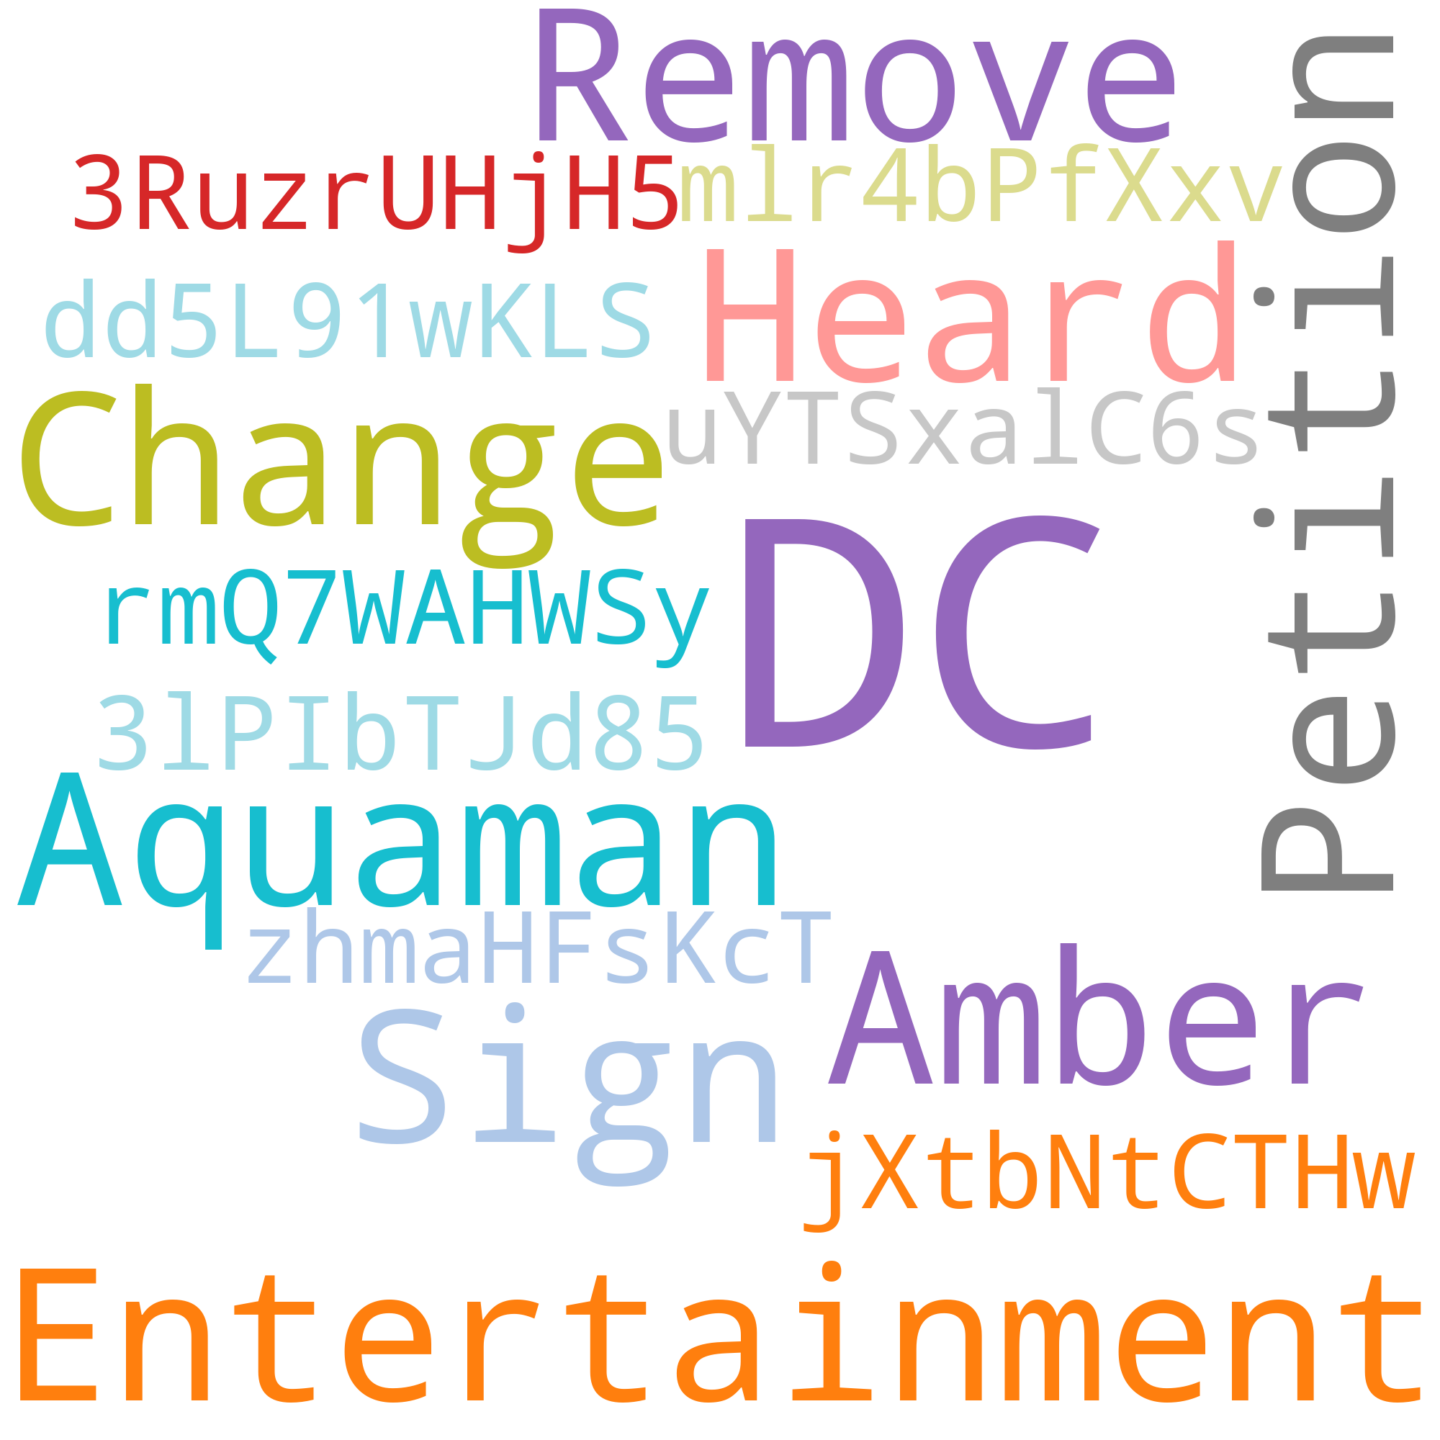 Remove
3RuzrUHjH5
mlr4bPfXxv
Petition
dd5L91wKLS
Heard
Change
uYTSxalC6s
rmQ7WAHWSy
DC
3lPIbTJd85
Aquaman
zhmaHFsKcT
Amber
Sign
jXtbNtCTHw
Entertainment